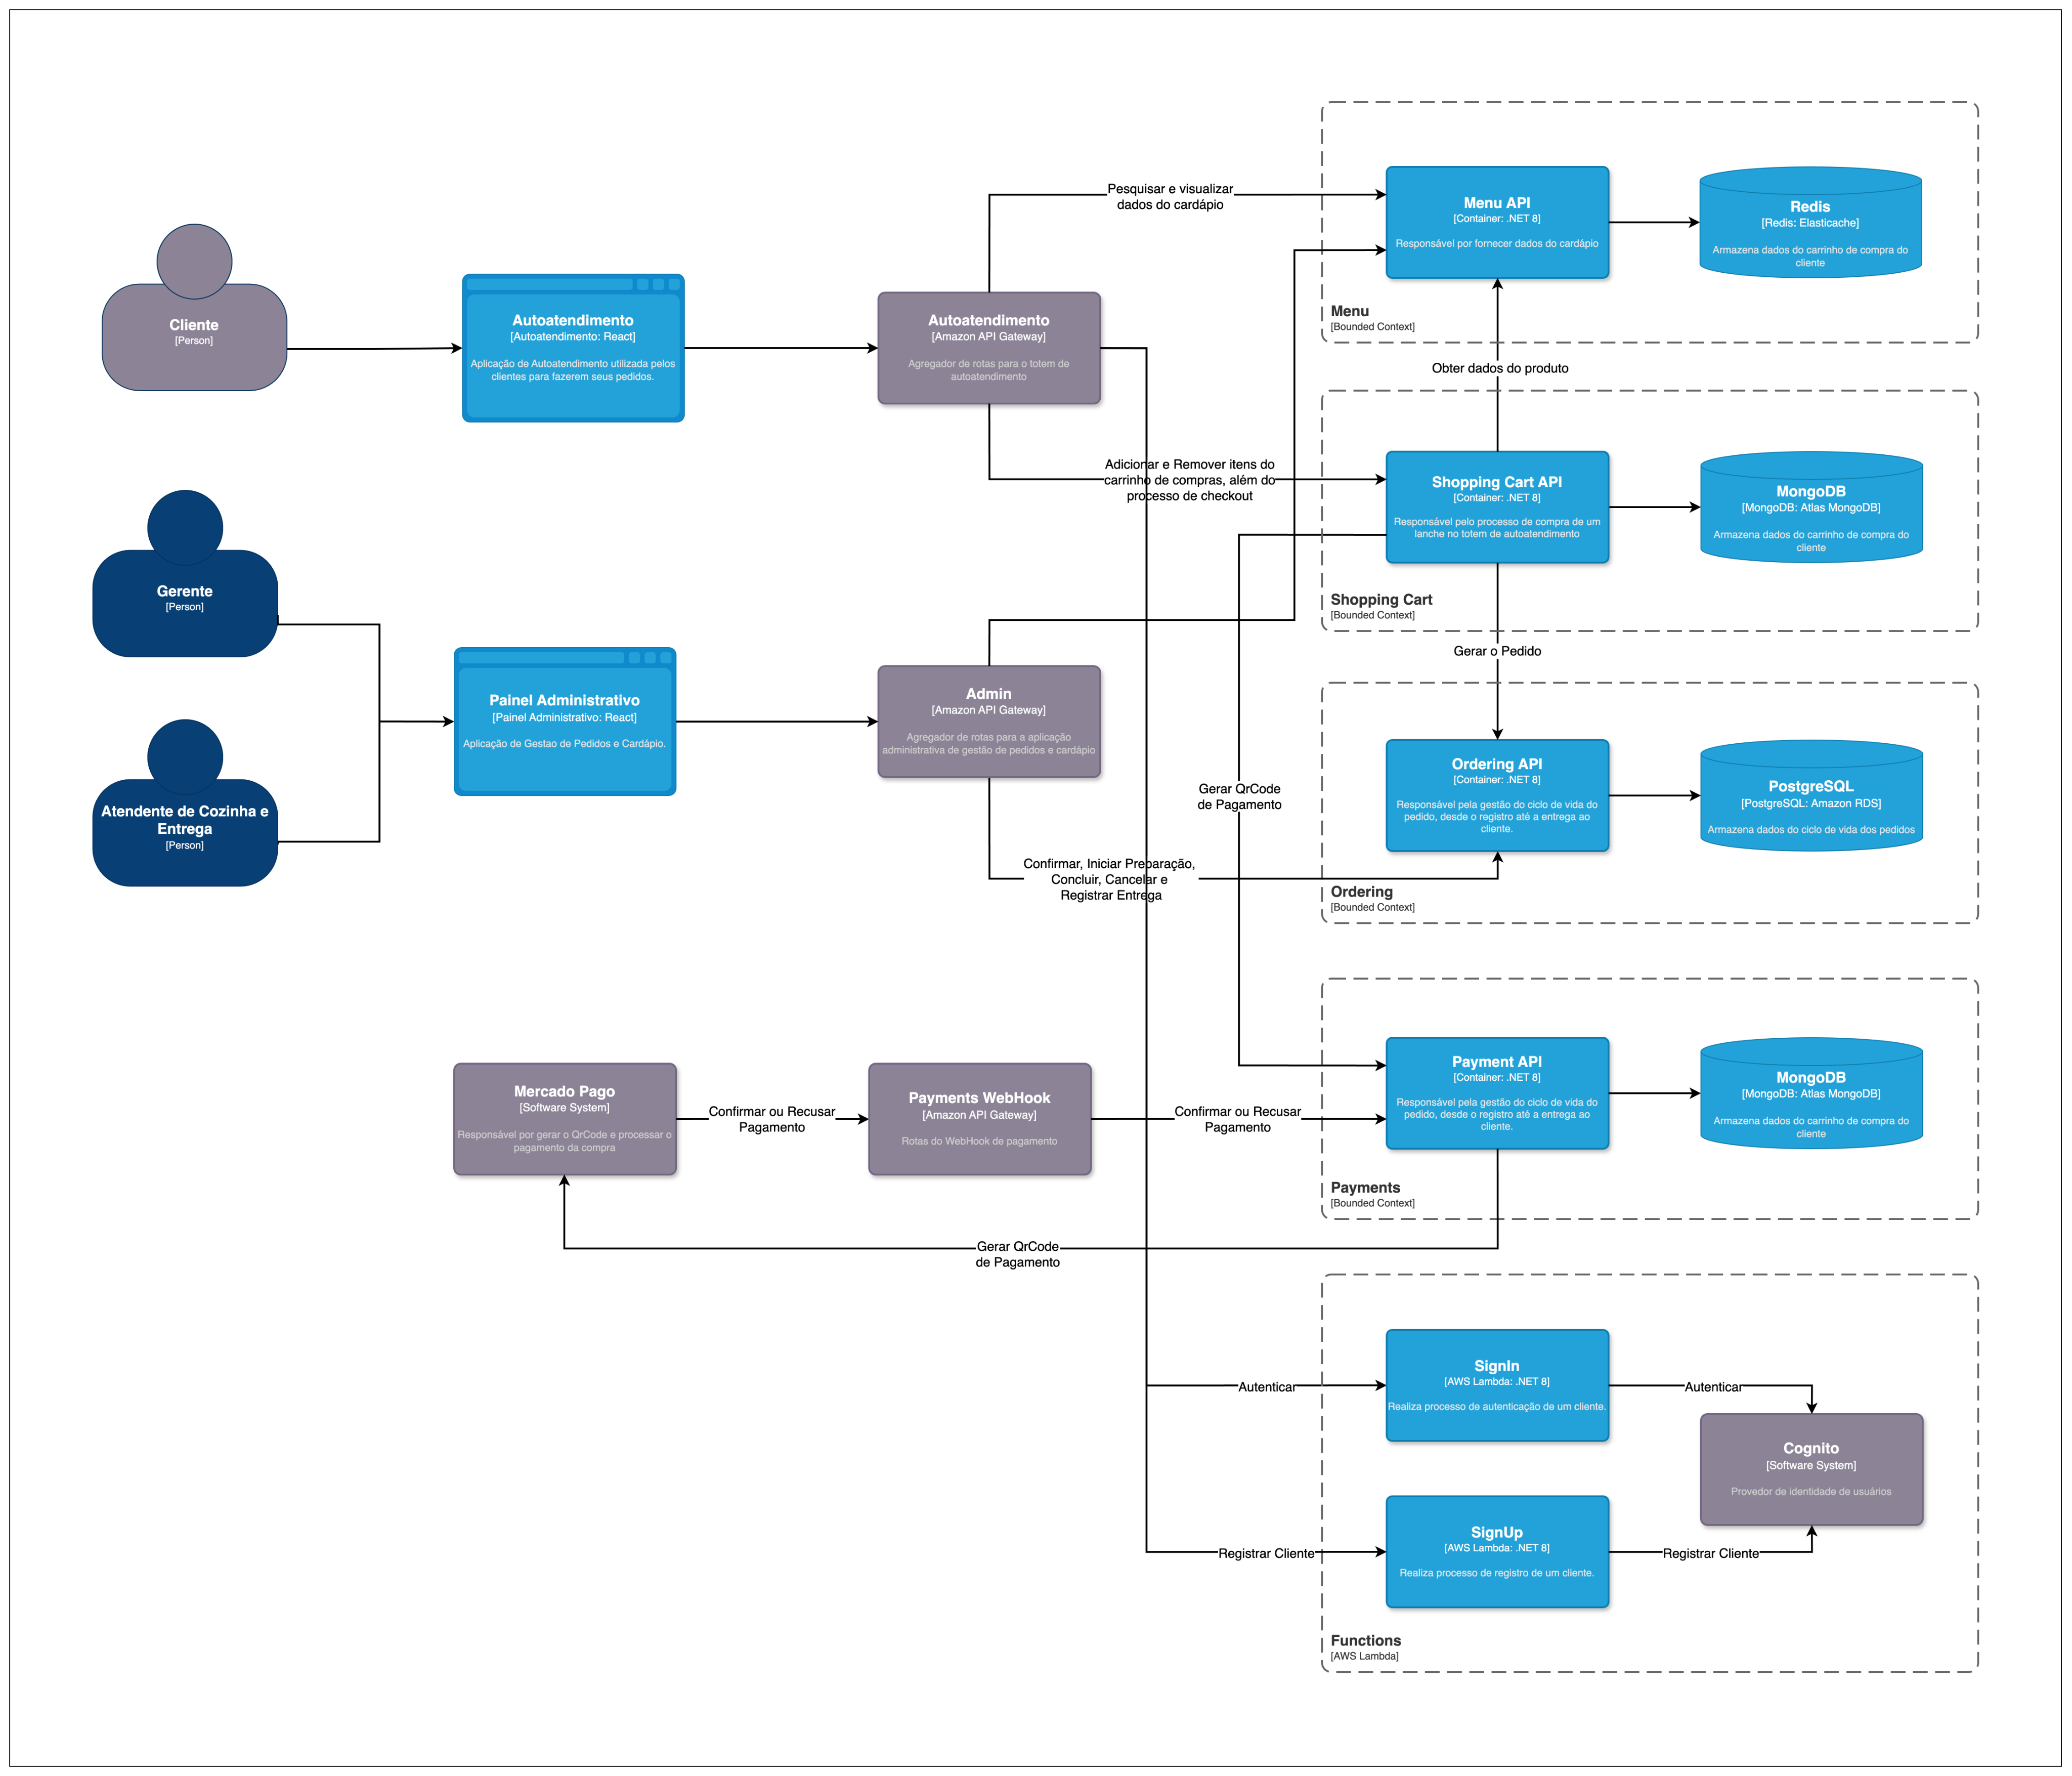 Cliente
[Person]
Autoatendimento
[Autoatendimento: React]
Aplicação de Autoatendimento utilizada pelos
clientes para fazerem seus pedidos.
Autoatendimento
[Amazon API Gateway]
Agregador de rotas para o totem de
autoatendimento
Pesquisar e visualizar
dados do cardápio
Menu API
[Container: .NET 8]
Responsável por fornecer dados do cardápio
Redis
[Redis: Elasticache]
Armazena dados do carrinho de compra do
cliente
Menu
[Bounded Context]
Obter dados do produto
Adicionar e Remover itens do
carrinho de compras, além do
processo de checkout
Shopping Cart API
[Container: .NET 8]
Responsável pelo processo de compra de um
lanche no totem de autoatendimento
MongoDB
[MongoDB: Atlas MongoDB]
Armazena dados do carrinho de compra do
cliente
Shopping Cart
[Bounded Context]
Gerar o Pedido
Gerente
[Person]
Atendente de Cozinha e
Entrega
[Person]
Painel Administrativo
[Painel Administrativo: React]
Aplicação de Gestao de Pedidos e Cardápio.
Admin
[Amazon API Gateway]
Agregador de rotas para a aplicação
administrativa de gestão de pedidos e cardápio
Gerar QrCode
de Pagamento
Confirmar, Iniciar Preparação,
Concluir, Cancelar e
Registrar Entrega
Ordering API
[Container: .NET 8]
Responsável pela gestão do ciclo de vida do
pedido, desde o registro até a entrega ao
cliente.
PostgreSQL
[PostgreSQL: Amazon RDS]
Armazena dados do ciclo de vida dos pedidos
Ordering
[Bounded Context]
Mercado Pago
[Software System]
Responsável por gerar o QrCode e processar o
pagamento da compra
Confirmar ou Recusar
Pagamento
Payments WebHook
[Amazon API Gateway]
Rotas do WebHook de pagamento
Confirmar ou Recusar
Pagamento
Payment API
[Container: .NET 8]
Responsável pela gestão do ciclo de vida do
pedido, desde o registro até a entrega ao
cliente.
MongoDB
[MongoDB: Atlas MongoDB]
Armazena dados do carrinho de compra do
cliente
Payments
[Bounded Context]
Gerar QrCode
de Pagamento
Autenticar
SignIn
[AWS Lambda: .NET 8]
Realiza processo de autenticação de um cliente.
Autenticar
Cognito
[Software System]
Provedor de identidade de usuários
Registrar Cliente
SignUp
[AWS Lambda: .NET 8]
Realiza processo de registro de um cliente.
Registrar Cliente
Functions
[AWS Lambda]